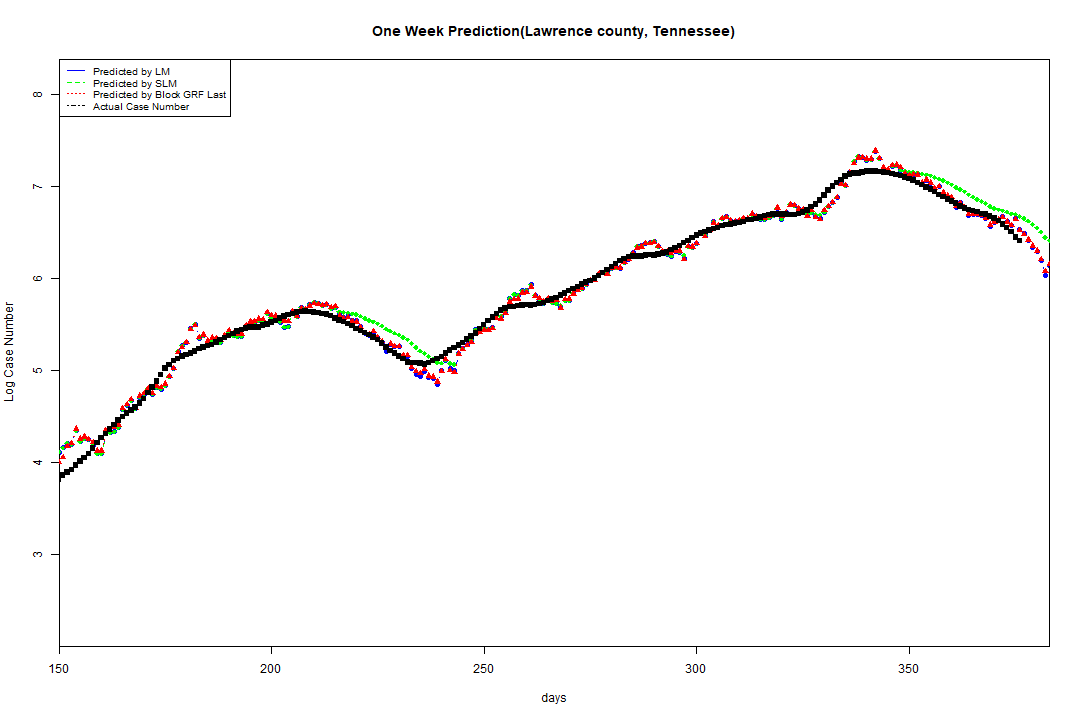 One Week Prediction(Lawrence county, Tennessee)
Predicted by LM
Predicted by SLM
Predicted by Block GRF Last
Actual Case Number
8
7
6
5
4
3
Log Case Number
150 200 250 300 350
days